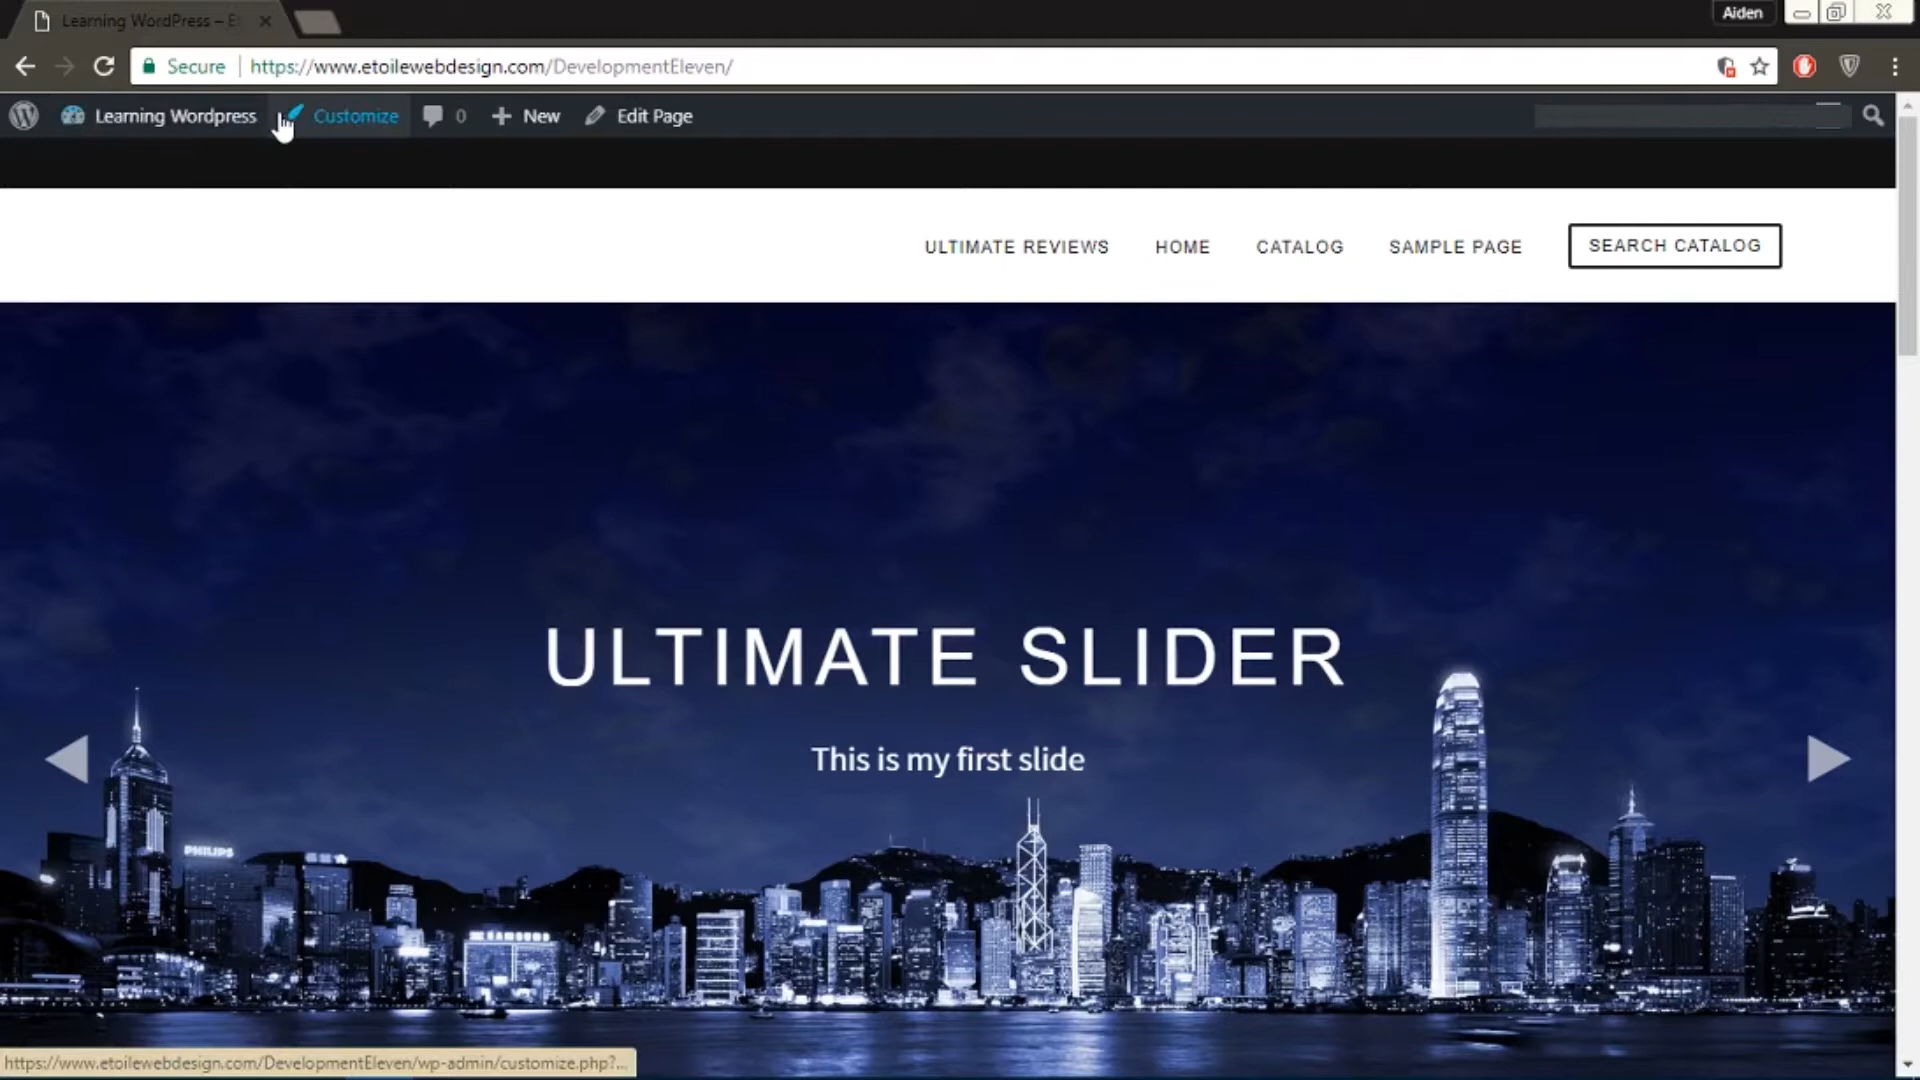 Learning WordPress – E
Aiden
Secure https://www.etoilewebdesign.com/DevelopmentEleven/
Learning Wordpress Customize 0 New Edit Page
ULTIMATE REVIEWS HOME CATALOG SAMPLE PAGE SEARCH CATALOG
ULTIMATE SLIDER
This is my first slide
PHILIPS
SAMSUNG
https://www.etoilewebdesign.com/DevelopmentEleven/wp-admin/customize.php?...